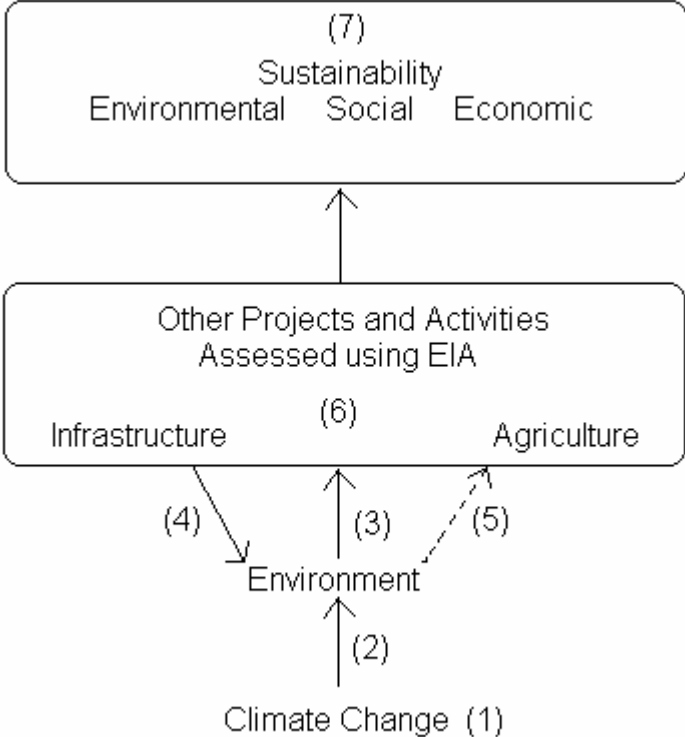 (7)
Sustainability
Environmental Social Economic
Other Projects and Activities
Assessed using EIA
(6)
Infrastructure Agriculture
(4) (3) (5)
Environment
(2)
Climate Change (1)